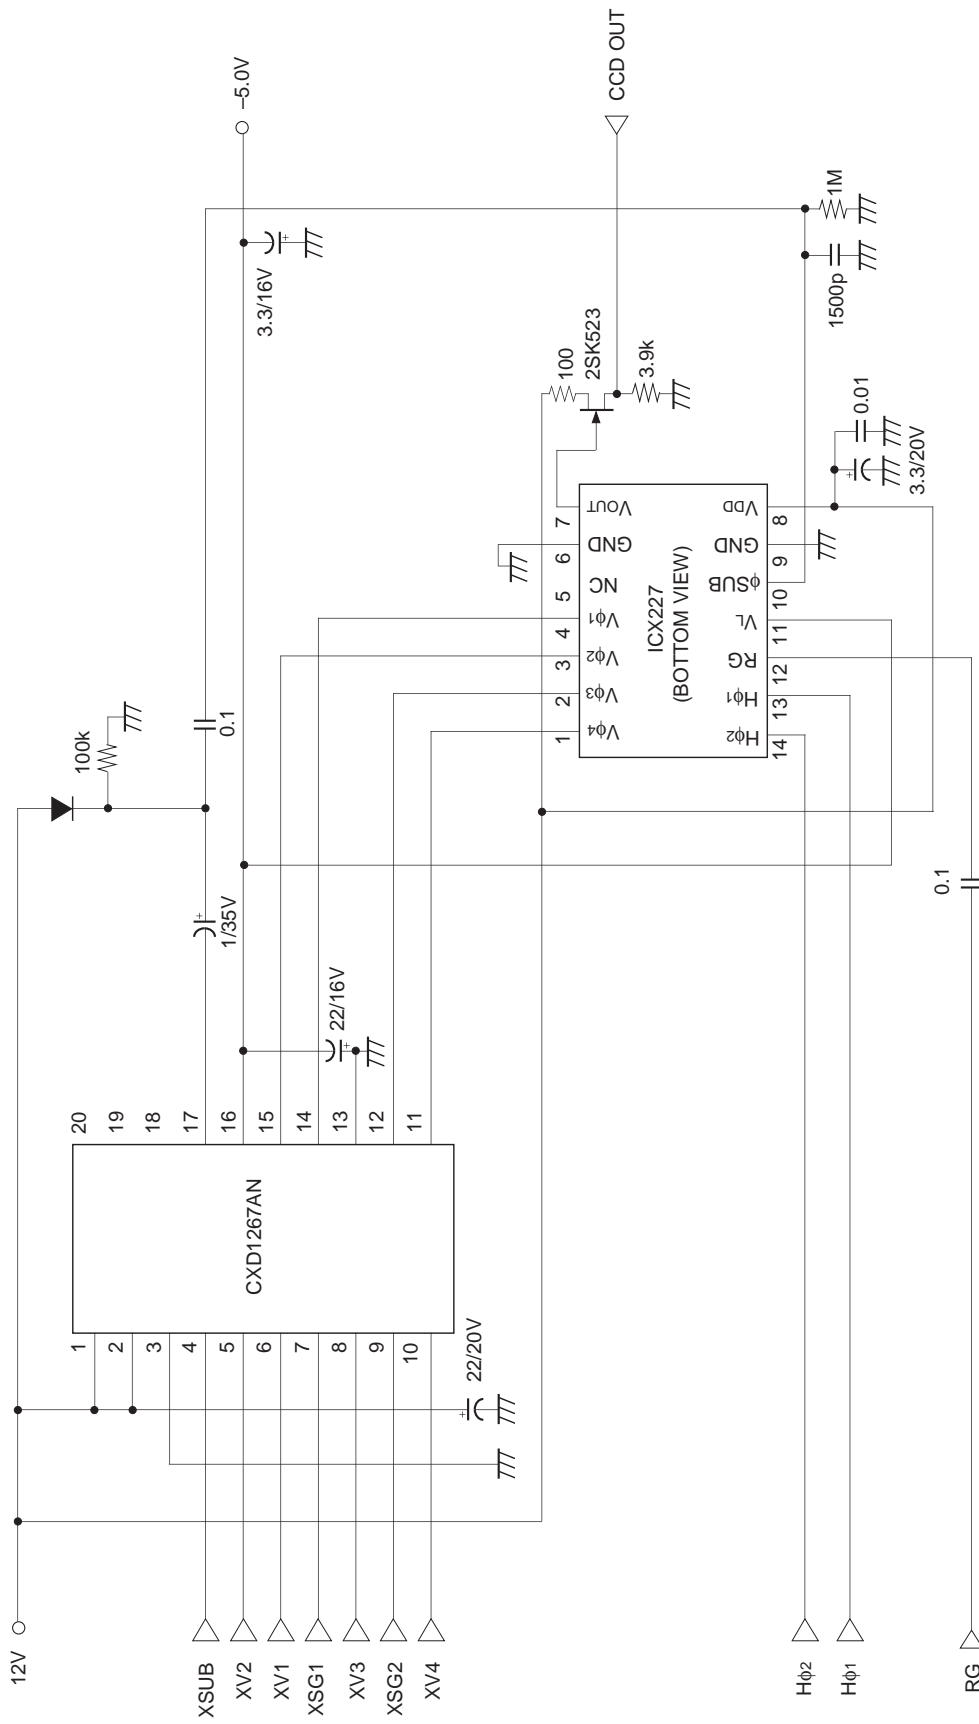 12V
XSUB
XV2
XV1
XSG1
XV3
XSG2
XV4
Hϕ2
Hϕ1
RG
1
2
3
4
5
6
7
8
9
10
22/20V
CXD1267AN
20
19
18
17
16
15
14
13
12
11
22/16V
1/35V
100k
0.1
0.1
–5.0V
3.3/16V
ICX227
(BOTTOM VIEW)
1
2
3
4
5
6
7
Vϕ4
Vϕ3
Vϕ2
Vϕ1
NC
GND
VOUT
14
13
12
11
10
9
8
Hϕ2
Hϕ1
RG
VL
ϕSUB
GND
VDD
100
2SK523
3.9k
CCD OUT
0.01
3.3/20V
1500p
1M